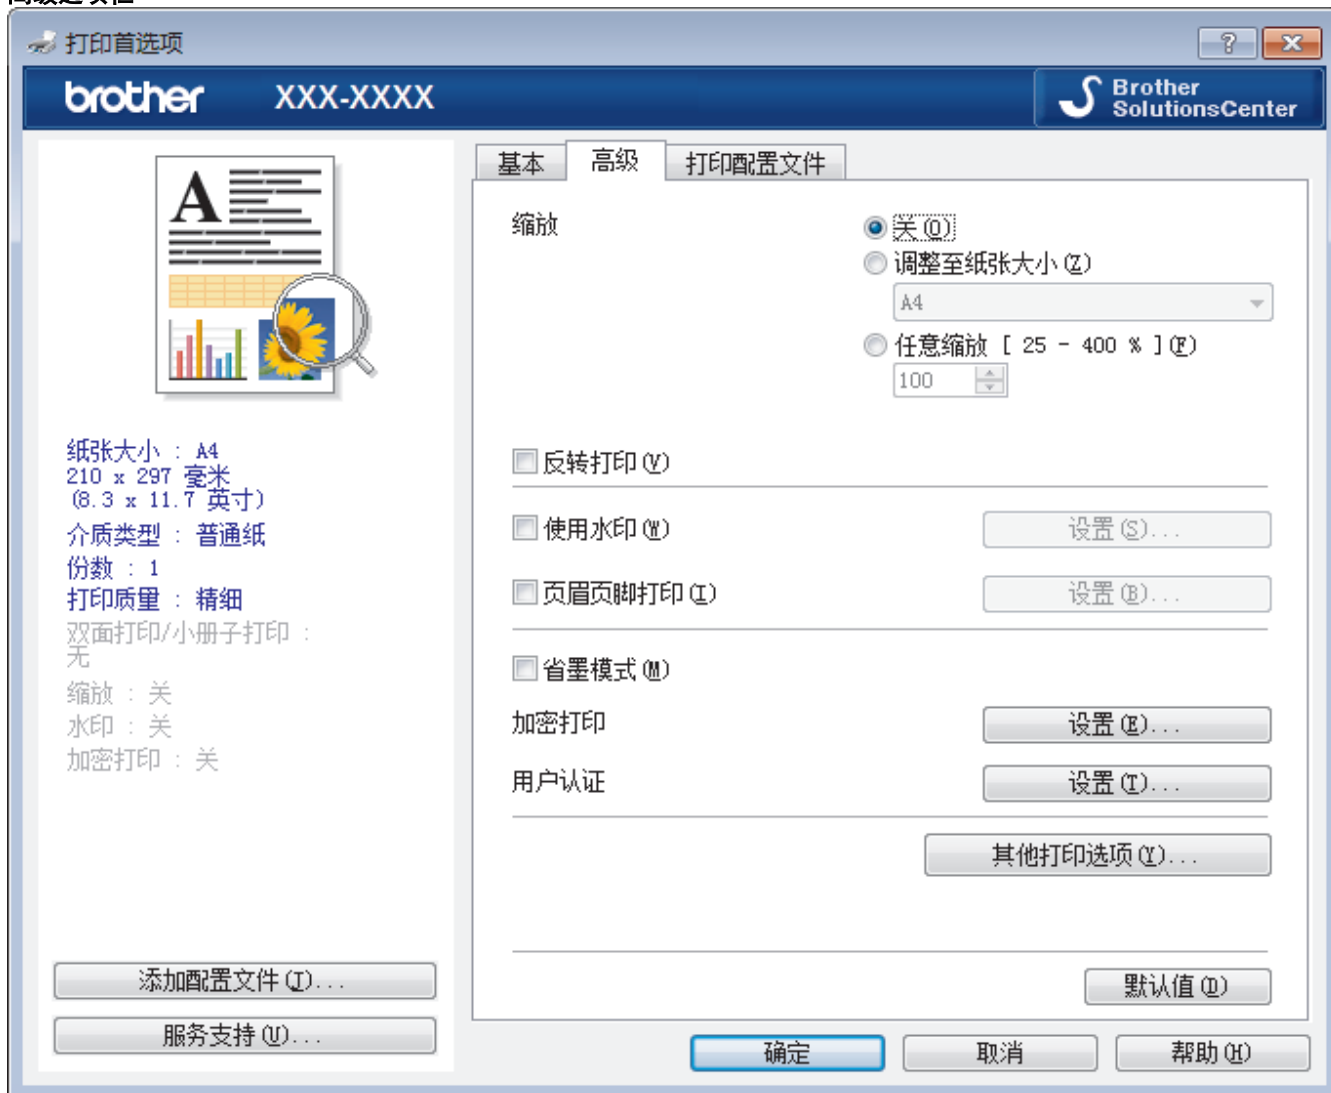 打印首选项
brother XXX-XXXX
Brother
SolutionsCenter
A
基本 高级 打印配置文件
缩放
关(O)
调整至纸张大小(Z)
A4
任意缩放 [ 25 - 400 % ](F)
100
反转打印(V)
使用水印(W) 设置(S)...
页眉页脚打印(I) 设置(B)...
省墨模式(M)
加密打印 设置(E)...
用户认证 设置(T)...
其他打印选项(Y)...
默认值(D)
纸张大小 : A4
210 x 297 毫米
(8.3 x 11.7 英寸)
介质类型 : 普通纸
份数 : 1
打印质量 : 精细
双面打印/小册子打印 :
无
缩放 : 关
水印 : 关
加密打印 : 关
添加配置文件(J)...
服务支持(U)...
确定 取消 帮助(H)